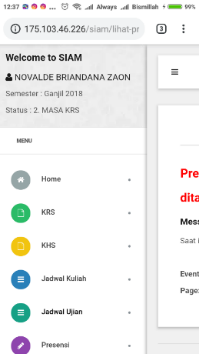 12:37
Always
Bismillah
99%
175.103.46.226/siam/lihat-pr
3
Welcome to SIAM
NOVALDE BRIANDANA ZAON
Semester : Ganjil 2018
Status : 2. MASA KRS
MENU
Home
KRS
KHS
Jadwal Kuliah
Jadwal Ujian
Presensi
Pre
dita
Mess
Saat i
Event
Page: